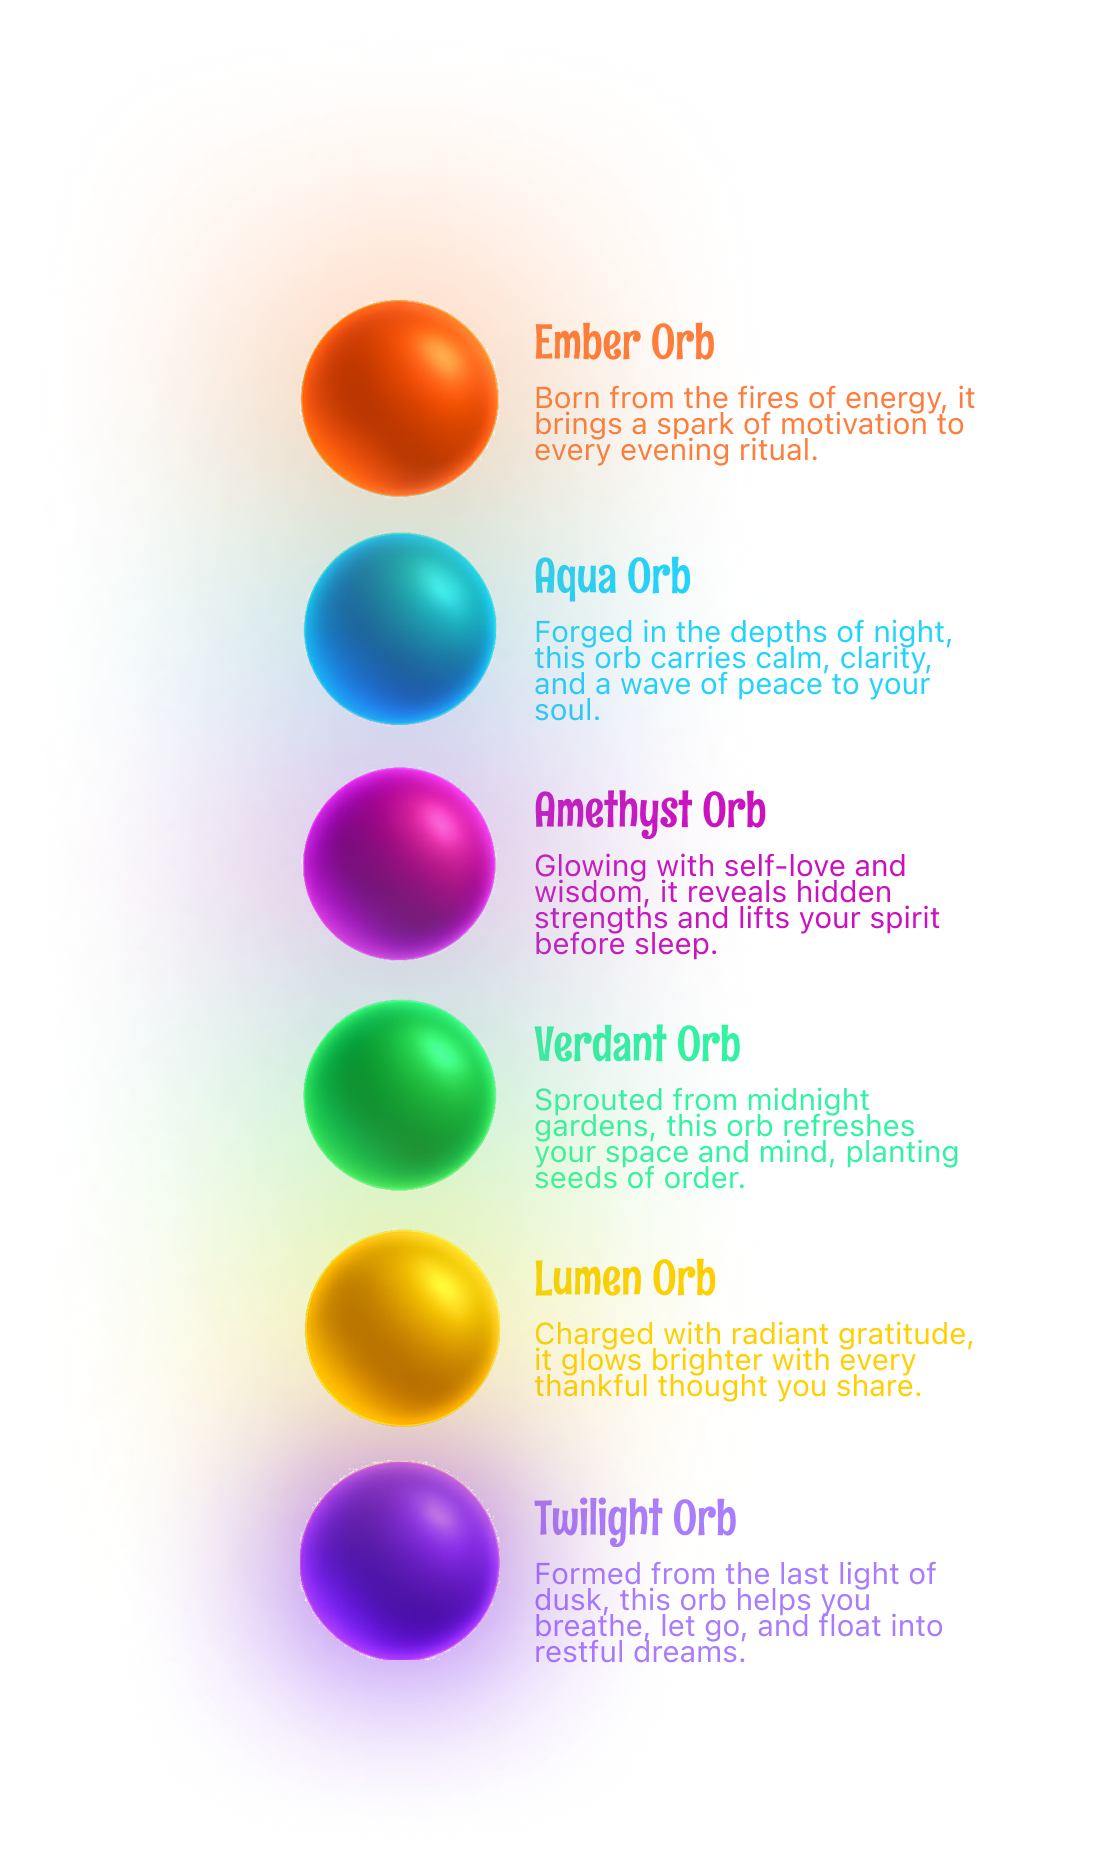 Ember Orb
Born from the fires of energy, it
brings a spark of motivation to
every evening ritual.
Aqua Orb
Forged in the depths of night,
this orb carries calm, clarity,
and a wave of peace to your
soul.
Amethyst Orb
Glowing with self-love and
wisdom, it reveals hidden
strengths and lifts your spirit
before sleep.
Verdant Orb
Sprouted from midnight
gardens, this orb refreshes
your space and mind, planting
seeds of order.
Lumen Orb
Charged with radiant gratitude,
it glows brighter with every
thankful thought you share.
Twilight Orb
Formed from the last light of
dusk, this orb helps you
breathe, let go, and float into
restful dreams.